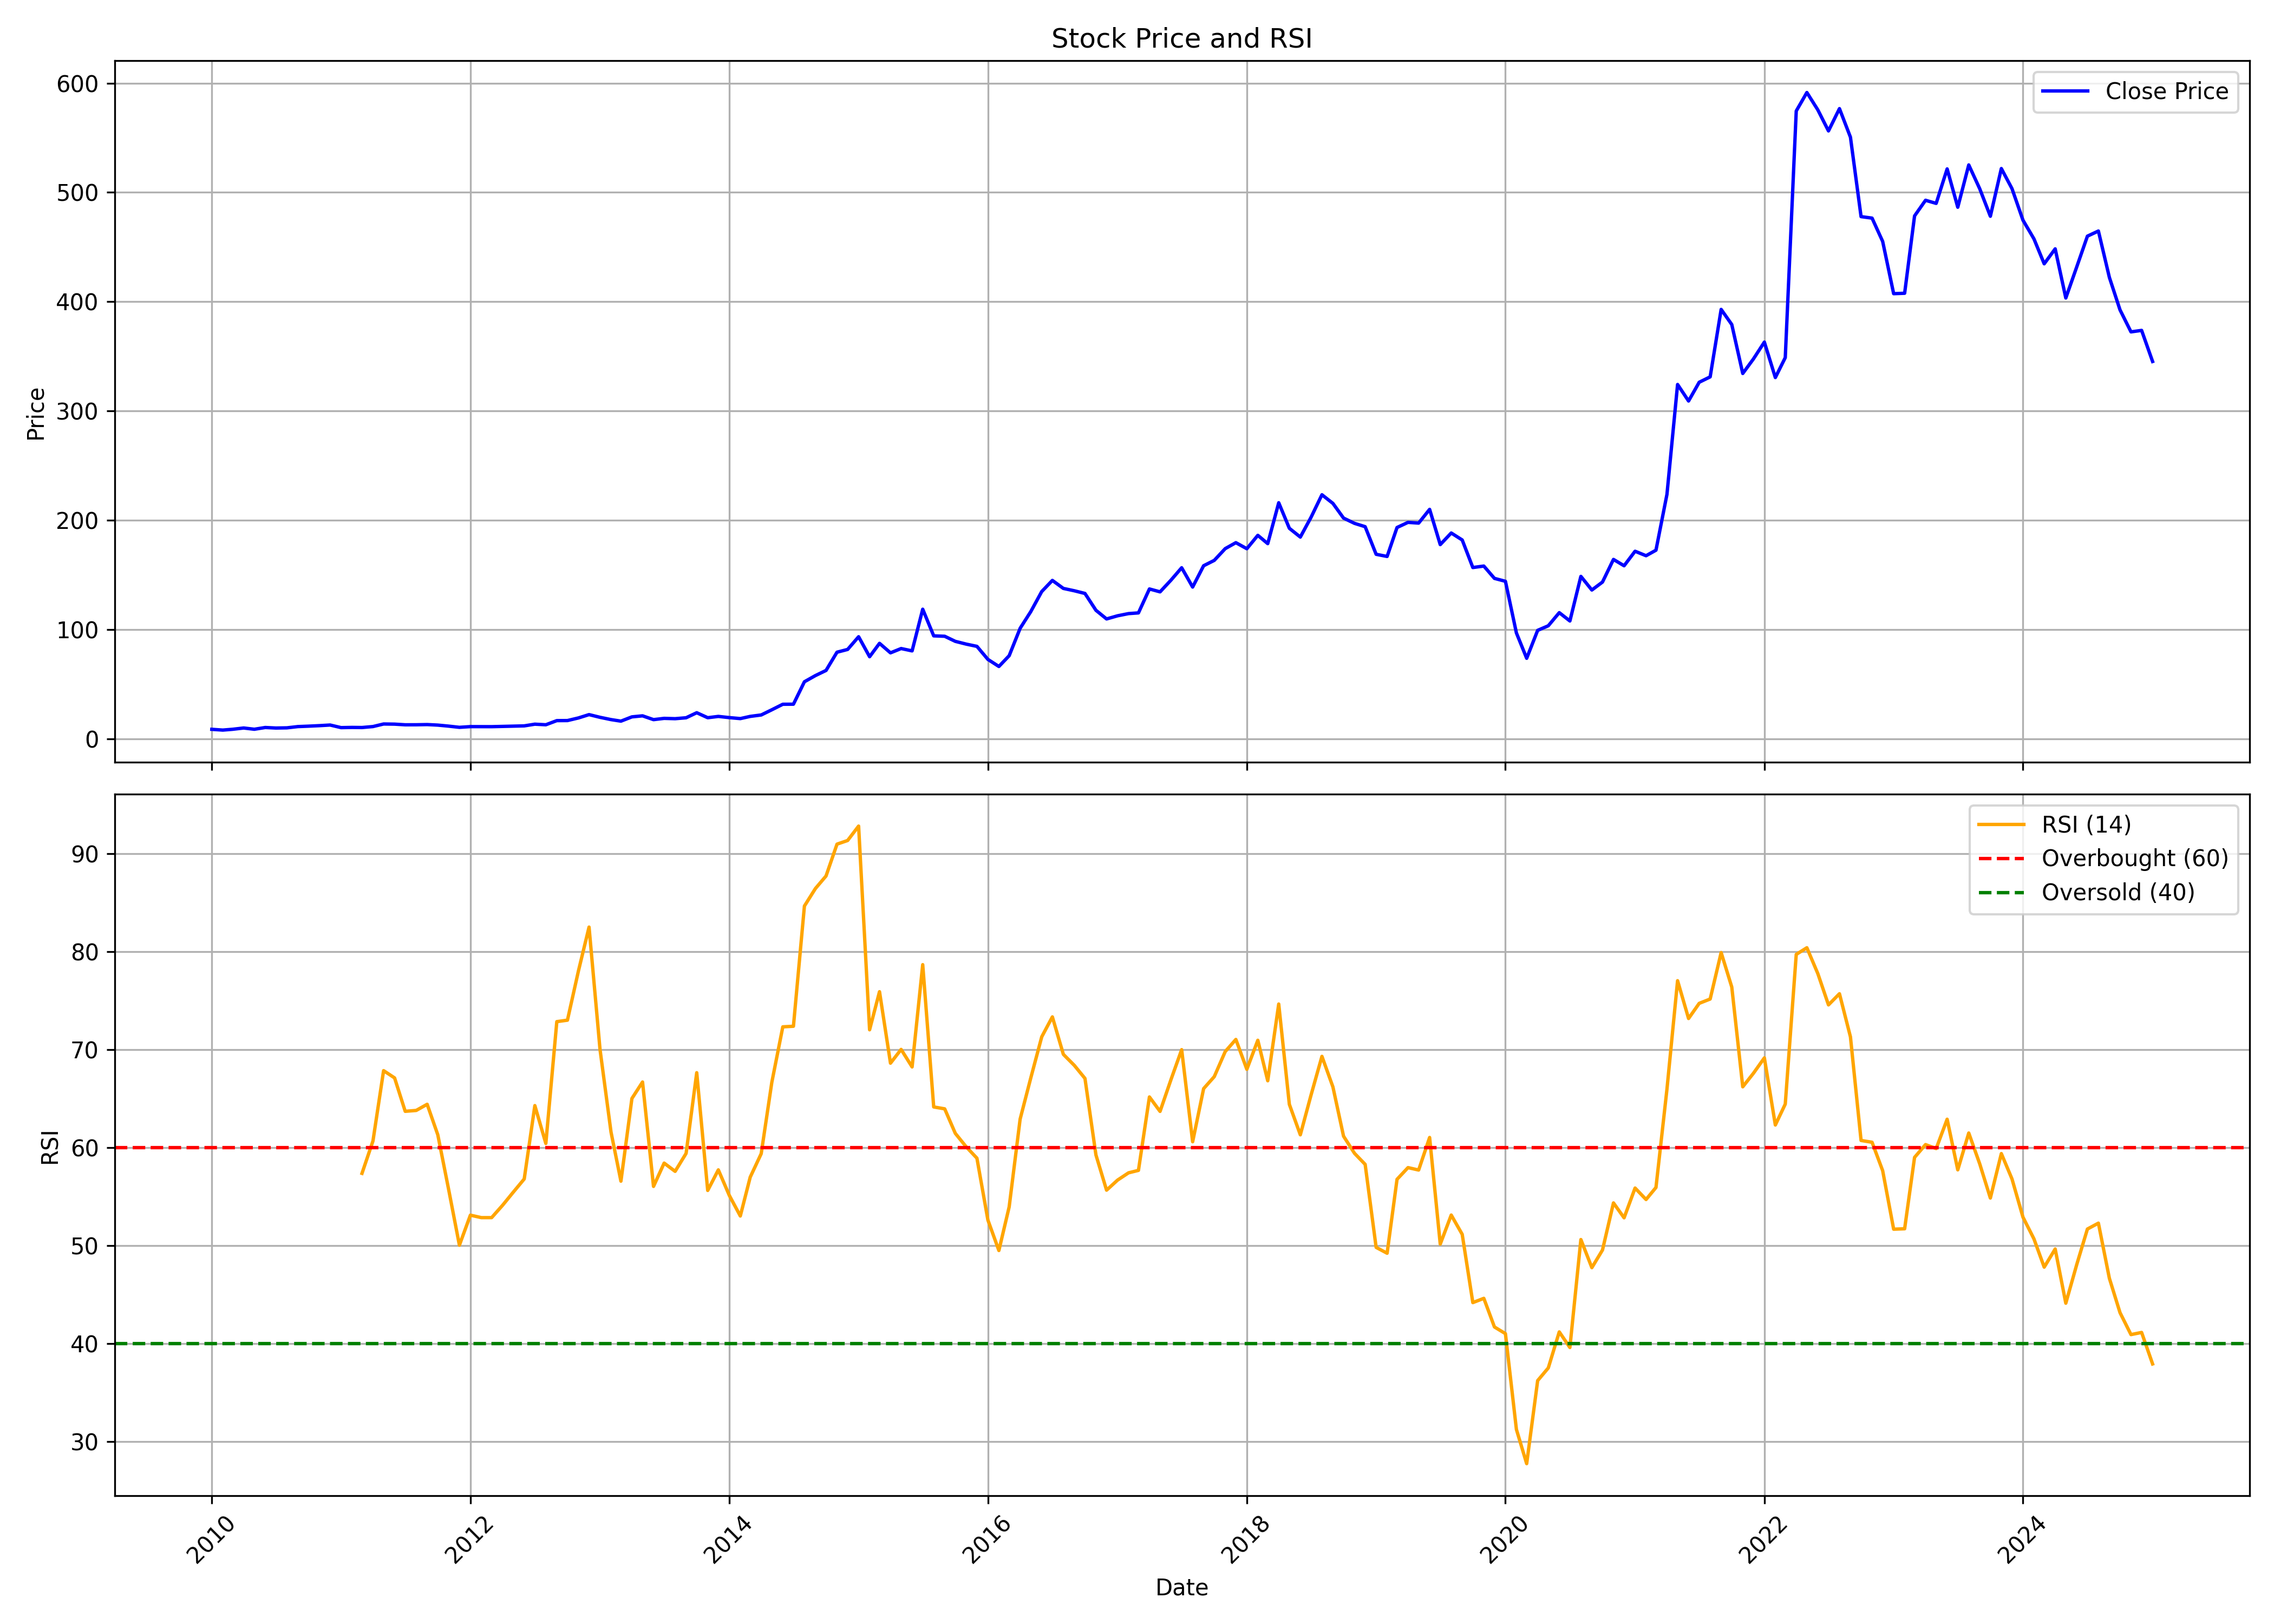 Stock Price and RSI
600
500
400
300
200
100
0
Price
Close Price
90
80
70
60
50
40
30
RSI
RSI (14)
Overbought (60)
Oversold (40)
2010
2012
2014
2016
2018
2020
2022
2024
Date